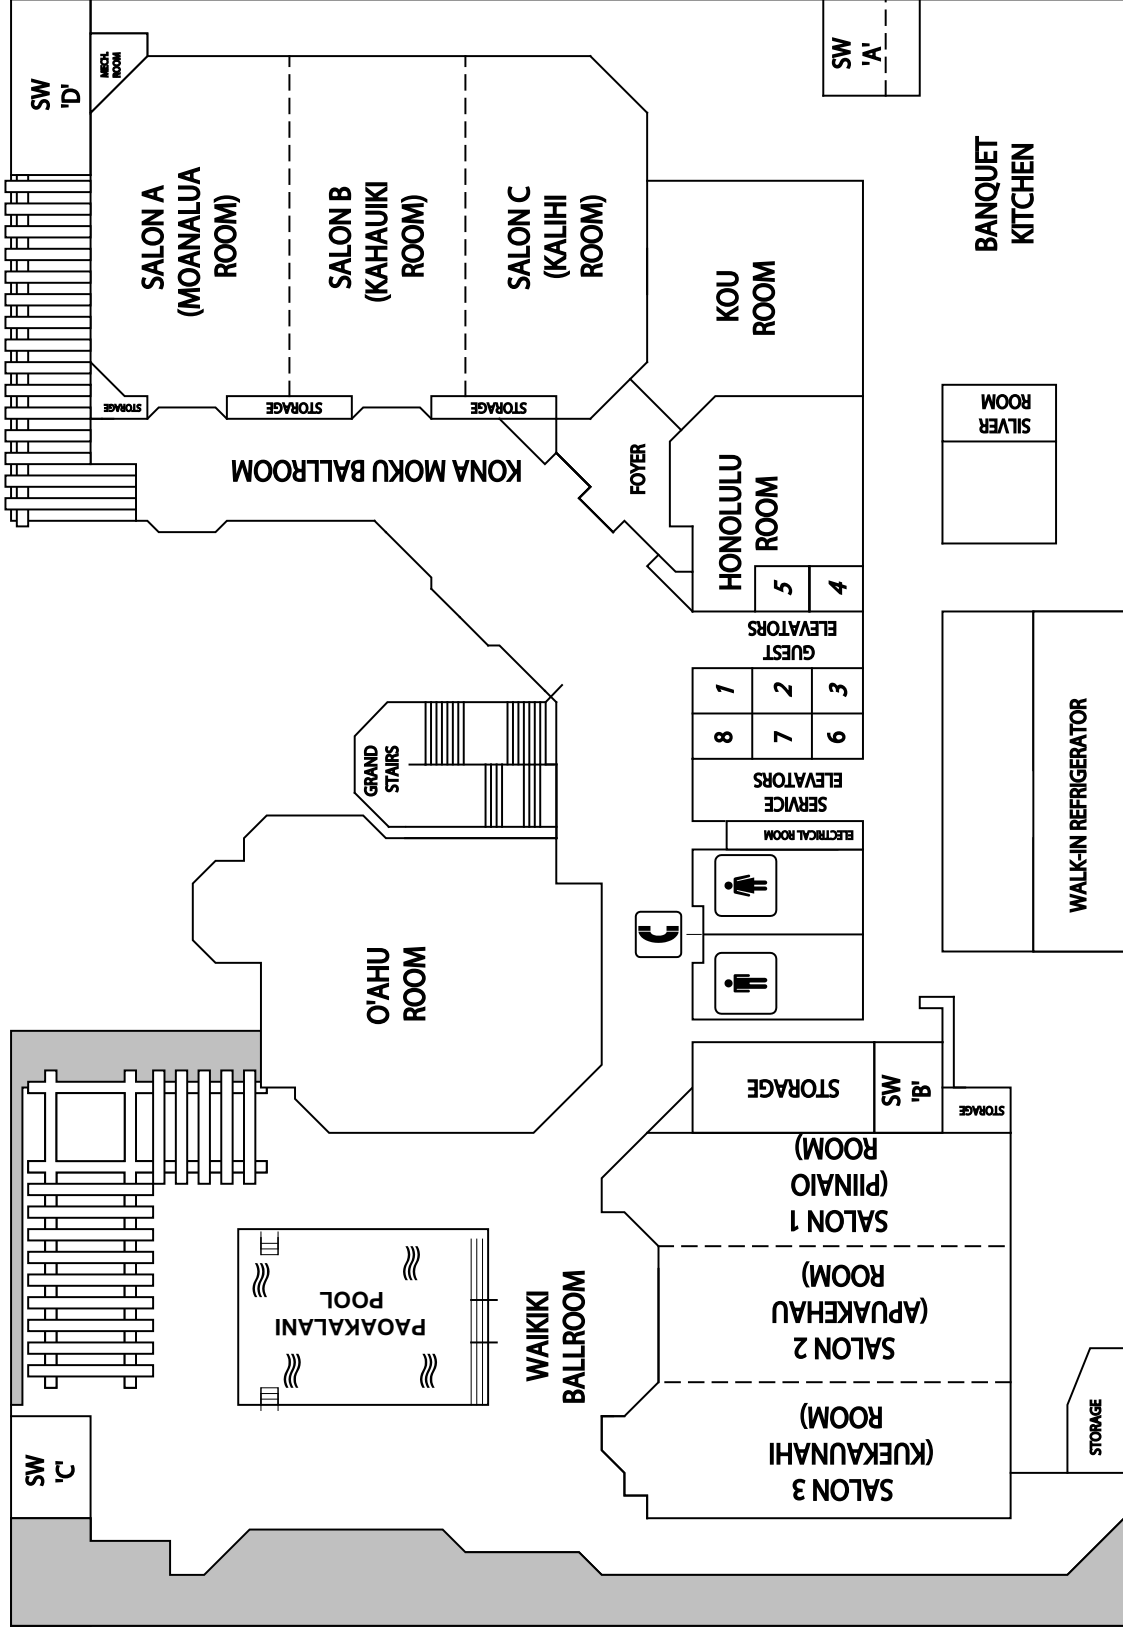 SW
'D'
MECH.
ROOM
SW
'A'
SALON A
(MOANALUA
ROOM)
SALON B
(KAHAUIKI
ROOM)
SALON C
(KALIHI
ROOM)
BANQUET
KITCHEN
KOU
ROOM
STORAGE
STORAGE
STORAGE
SILVER
ROOM
KONA MOKU BALLROOM
FOYER
HONOLULU
ROOM
5
4
GUEST
ELEVATORS
1
2
3
8
7
6
SERVICE
ELEVATORS
ELECTRICAL ROOM
GRAND
STAIRS
WALK-IN REFRIGERATOR
O'AHU
ROOM
STORAGE
SW
'B'
STORAGE
SALON 1
(PIINAIO
ROOM)
SALON 2
(APUAKEHAU
ROOM)
SALON 3
(KUEKAUNAHI
ROOM)
PAOAKALANI
POOL
WAIKIKI
BALLROOM
SW
'C'
STORAGE